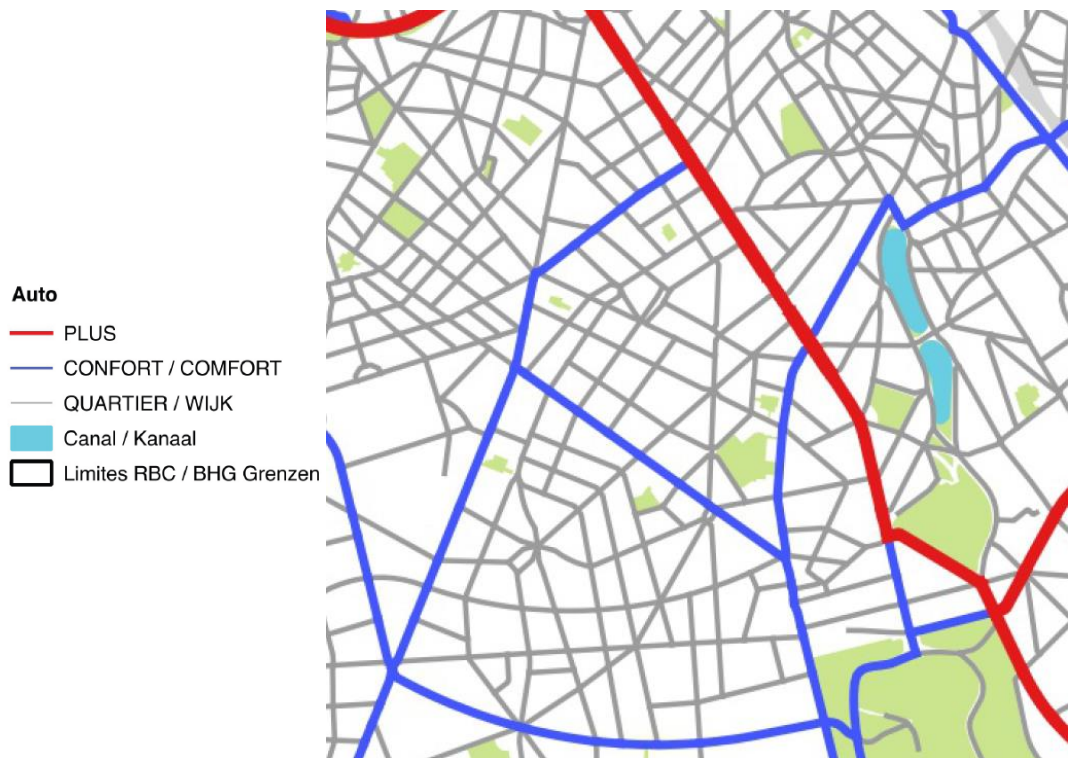 Auto
PLUS
CONFORT / COMFORT
QUARTIER / WIJK
Canal / Kanaal
Limites RBC / BHG Grenzen